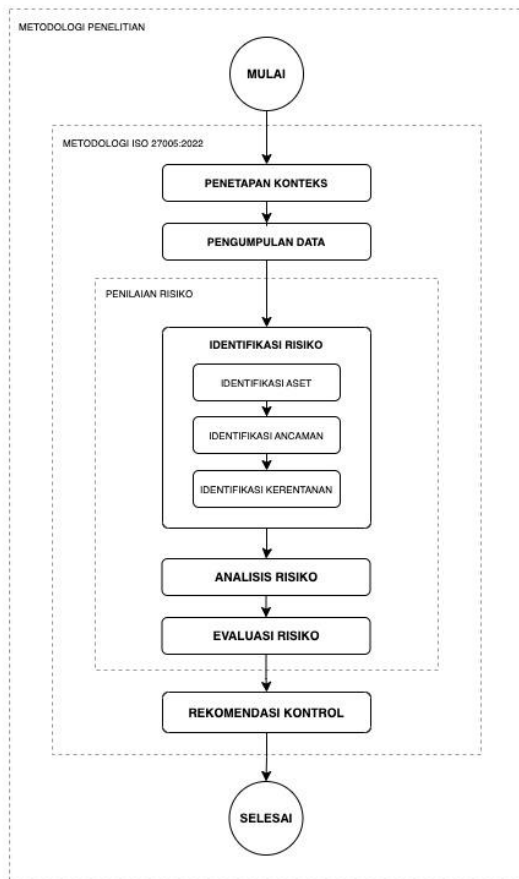 METODOLOGI PENELITIAN
MULAI
METODOLOGI ISO 27005:2022
PENETAPAN KONTEKS
PENGUMPULAN DATA
PENILAIAN RISIKO
IDENTIFIKASI RISIKO
IDENTIFIKASI ASET
IDENTIFIKASI ANCAMAN
IDENTIFIKASI KERENTANAN
ANALISIS RISIKO
EVALUASI RISIKO
REKOMENDASI KONTROL
SELESAI